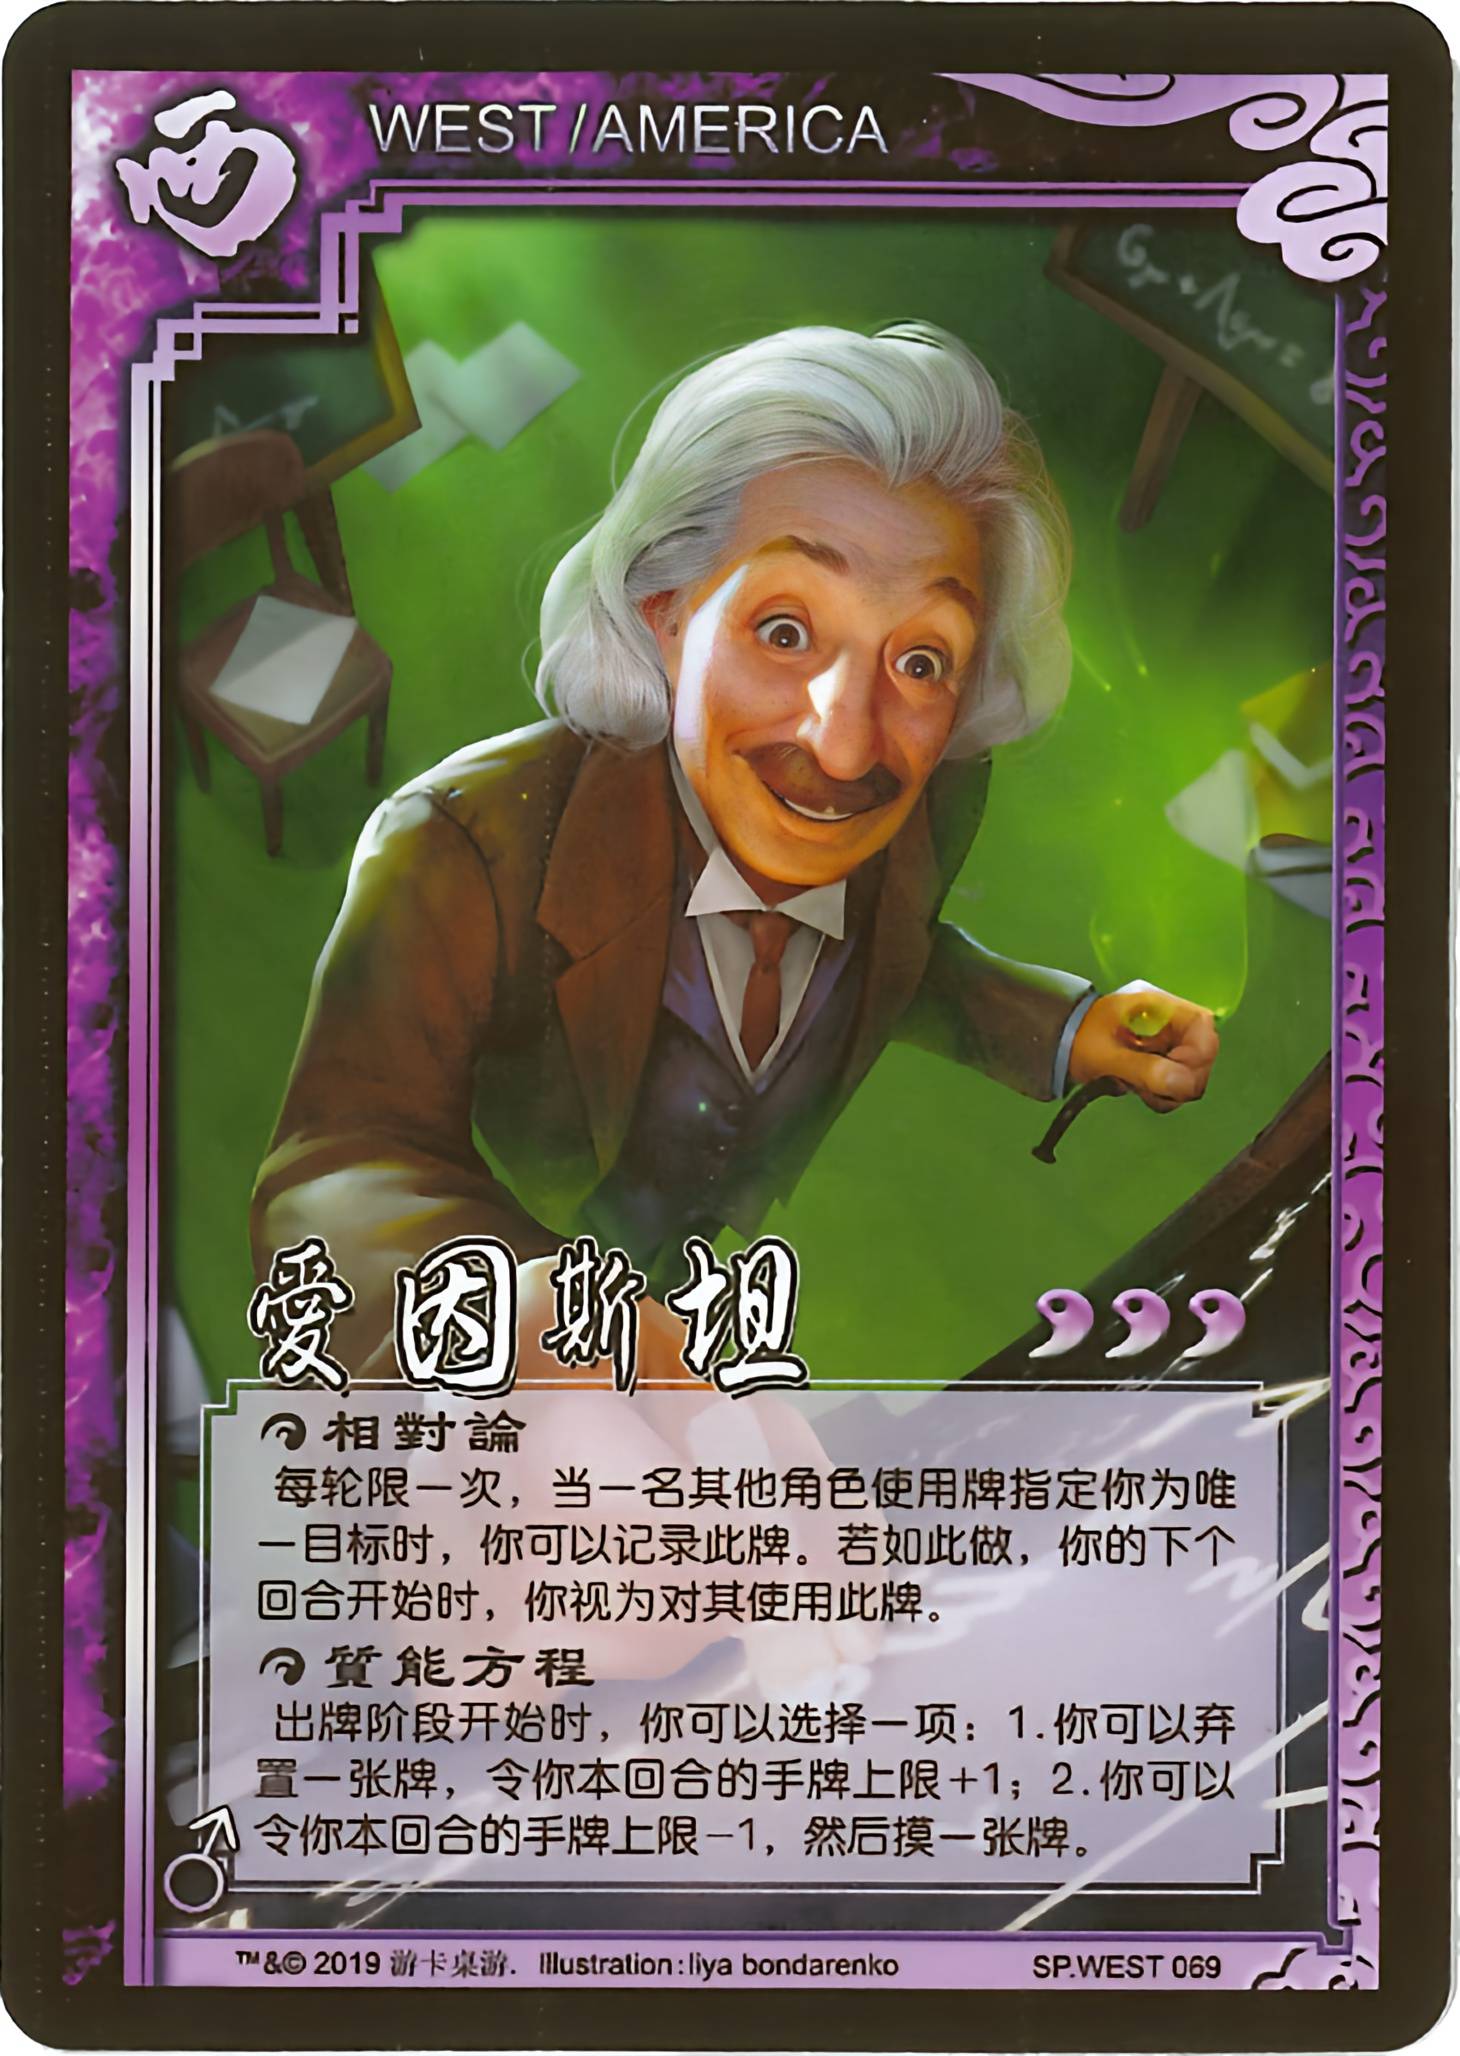 西
WEST/AMERICA
愛因斯坦
相對論
每轮限一次，当一名其他角色使用牌指定你为唯
一目标时，你可以记录此牌。若如此做，你的下个
回合开始时，你视为对其使用此牌。
質能方程
出牌阶段开始时，你可以选择一项：1.你可以弃
置一张牌，令你本回合的手牌上限+1；2.你可以
令你本回合的手牌上限-1，然后摸一张牌。
™&© 2019 游卡桌游. Illustration:liya bondarenko
SP.WEST 069